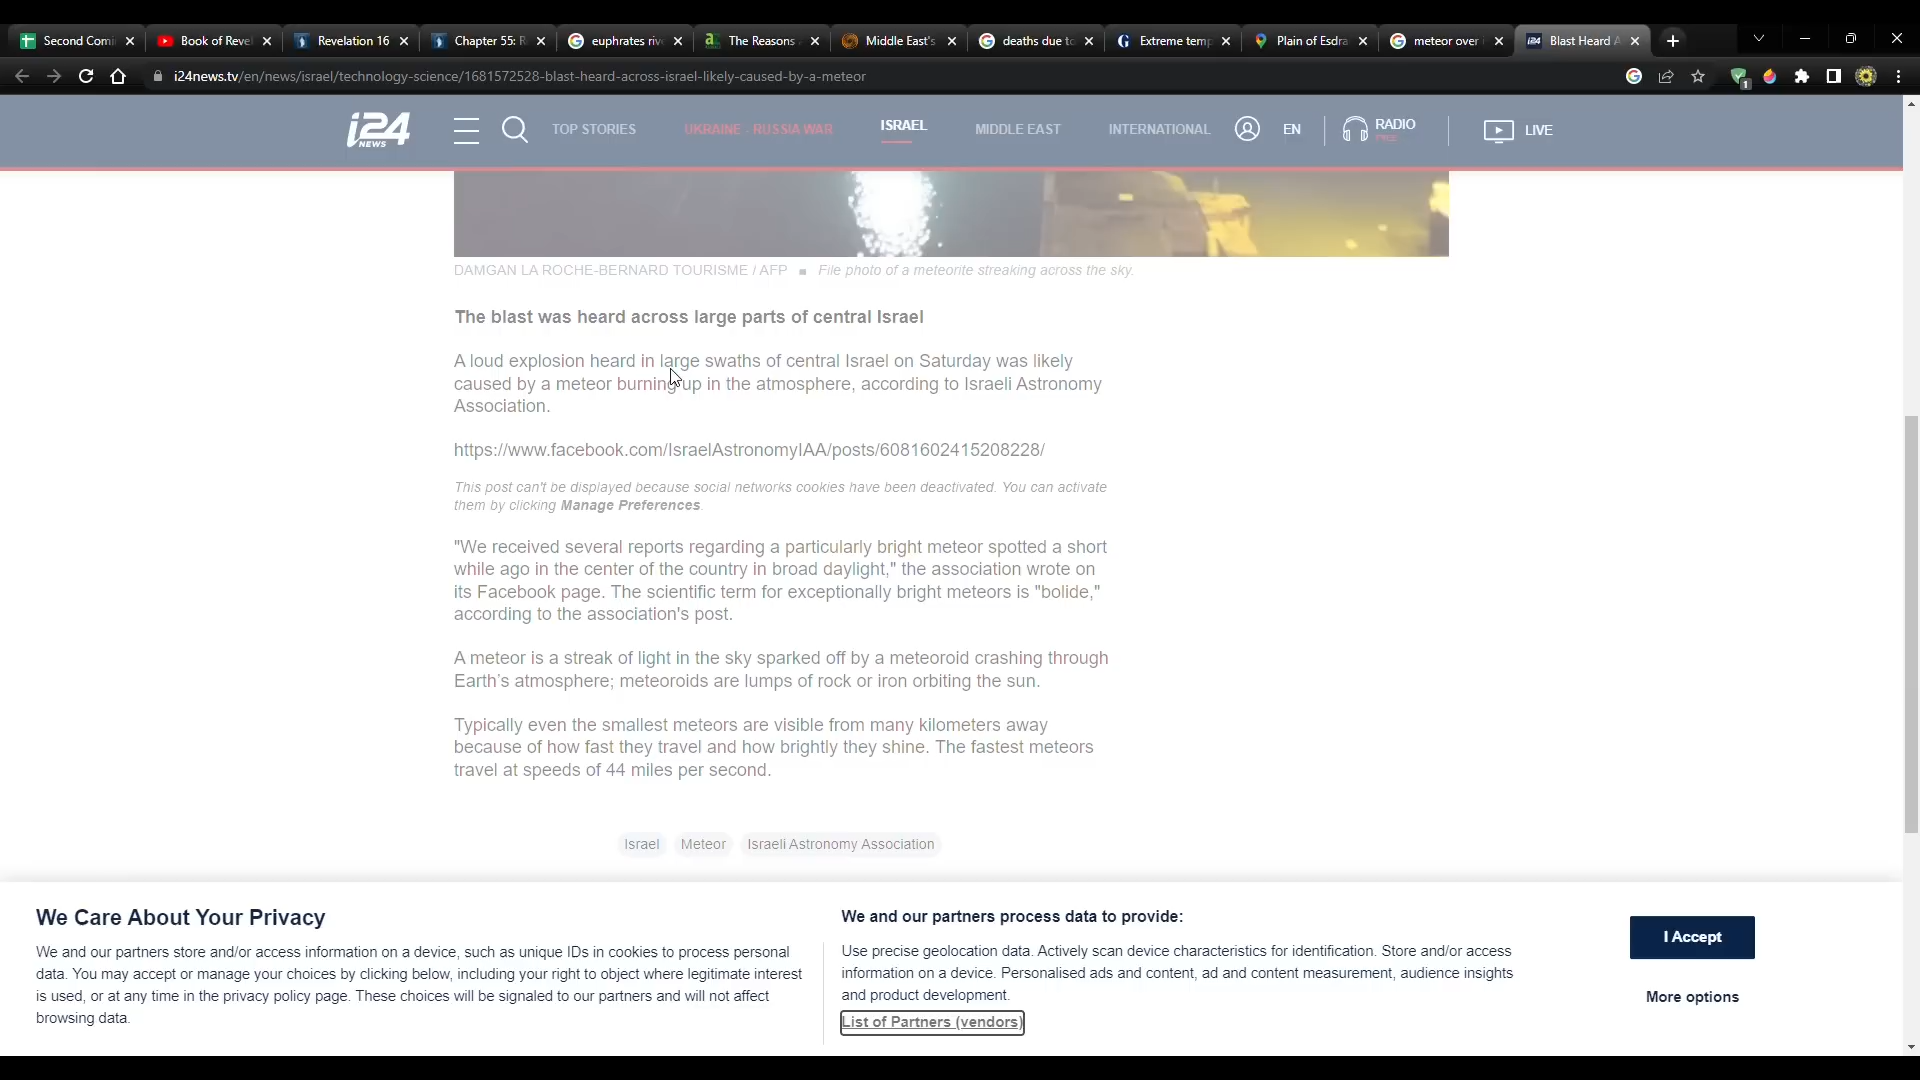 Second Comi
Book of Revel
Revelation 16
Chapter 55: R
euphrates riv
The Reasons
Middle East's
deaths due to
Extreme temp
Plain of Esdra
meteor over
Blast Heard A
i24news.tv/en/news/israel/technology-science/1681572528-blast-heard-across-israel-likely-caused-by-a-meteor
1
i24
NEWS
TOP STORIES
UKRAINE - RUSSIA WAR
ISRAEL
MIDDLE EAST
INTERNATIONAL
EN
RADIO
FREE
LIVE
DAMGAN LA ROCHE-BERNARD TOURISME / AFP ■ File photo of a meteorite streaking across the sky.
The blast was heard across large parts of central Israel
A loud explosion heard in large swaths of central Israel on Saturday was likely
caused by a meteor burning up in the atmosphere, according to Israeli Astronomy
Association.
https://www.facebook.com/IsraelAstronomyIAA/posts/6081602415208228/
This post can't be displayed because social networks cookies have been deactivated. You can activate
them by clicking Manage Preferences.
"We received several reports regarding a particularly bright meteor spotted a short
while ago in the center of the country in broad daylight," the association wrote on
its Facebook page. The scientific term for exceptionally bright meteors is "bolide,"
according to the association's post.
A meteor is a streak of light in the sky sparked off by a meteoroid crashing through
Earth's atmosphere; meteoroids are lumps of rock or iron orbiting the sun.
Typically even the smallest meteors are visible from many kilometers away
because of how fast they travel and how brightly they shine. The fastest meteors
travel at speeds of 44 miles per second.
Israel
Meteor
Israeli Astronomy Association
We Care About Your Privacy
We and our partners store and/or access information on a device, such as unique IDs in cookies to process personal
data. You may accept or manage your choices by clicking below, including your right to object where legitimate interest
is used, or at any time in the privacy policy page. These choices will be signaled to our partners and will not affect
browsing data.
We and our partners process data to provide:
Use precise geolocation data. Actively scan device characteristics for identification. Store and/or access
information on a device. Personalised ads and content, ad and content measurement, audience insights
and product development.
List of Partners (vendors)
I Accept
More options